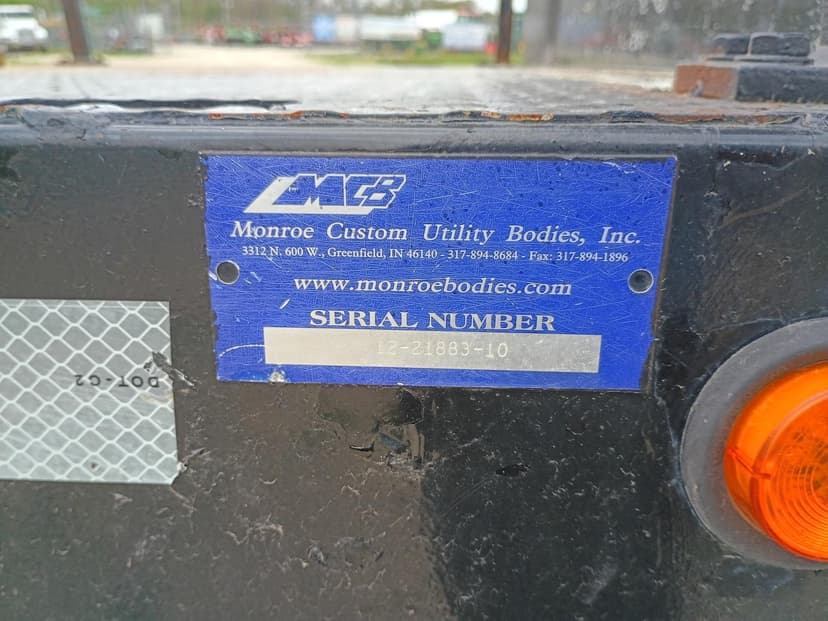 MCB
Monroe Custom Utility Bodies, Inc.
3312 N. 600 W., Greenfield, IN 46140 - 317-894-8684 - Fax: 317-894-1896
www.monroebodies.com
SERIAL NUMBER
12-21883-10
DOT-C2